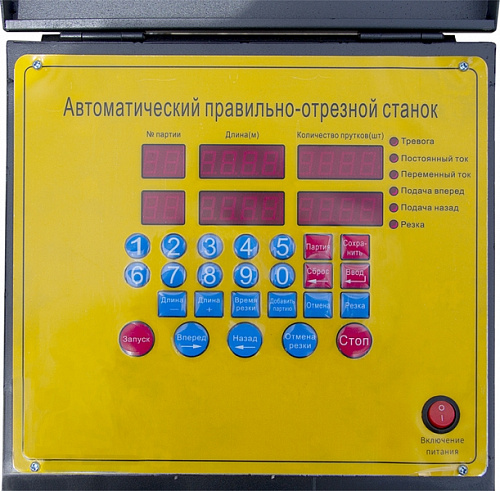 Автоматический правильно-отрезной станок
№ партии Длина(м) Количество прутков(шт)
Тревога
Постоянный ток
Переменный ток
Подача вперед
Подача назад
Резка
1 2 3 4 5 Партия Сохра-
нить
6 7 8 9 0 Сброс Ввод
Длина
— Длина
+ Время
резки Добавить
партию Отмена Резка
Запуск Вперед Назад Отмена
резки Стоп
Включение
питания